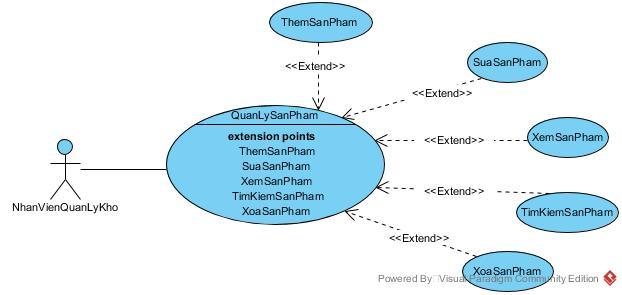 ThemSanPham
<<Extend>>
SuaSanPham
<<Extend>>
QuanLySanPham
extension points
ThemSanPham
SuaSanPham
XemSanPham
TimKiemSanPham
XoaSanPham
<<Extend>>
XemSanPham
<<Extend>>
TimKiemSanPham
NhanVienQuanLyKho
<<Extend>>
XoaSanPham
Powered By Visual Paradigm Community Edition